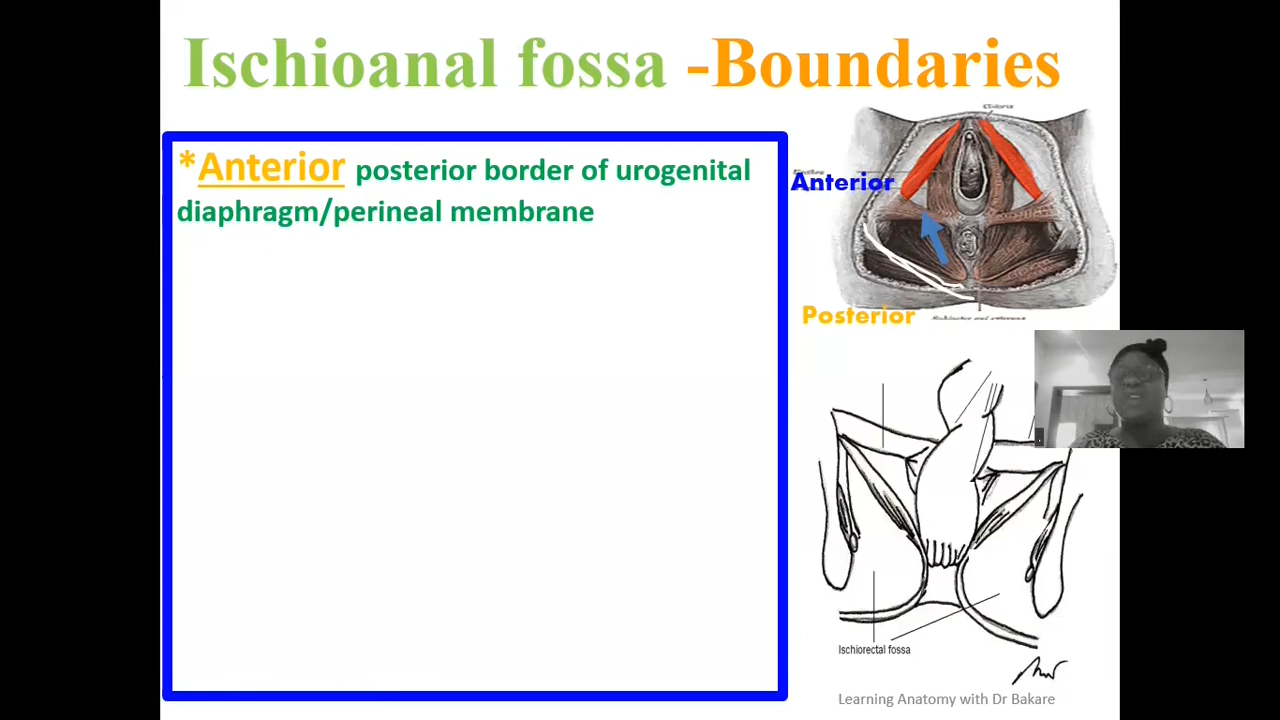 Ischioanal fossa -Boundaries
*Anterior posterior border of urogenital
diaphragm/perineal membrane
Clitoris
Anterior
Posterior
Ischiorectal fossa
Learning Anatomy with Dr Bakare